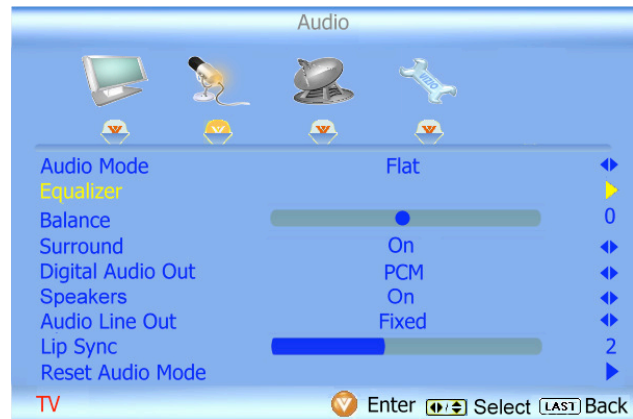 Audio
VIZIO
Audio Mode Flat
Equalizer
Balance 0
Surround On
Digital Audio Out PCM
Speakers On
Audio Line Out Fixed
Lip Sync 2
Reset Audio Mode
TV Enter Select LAST Back